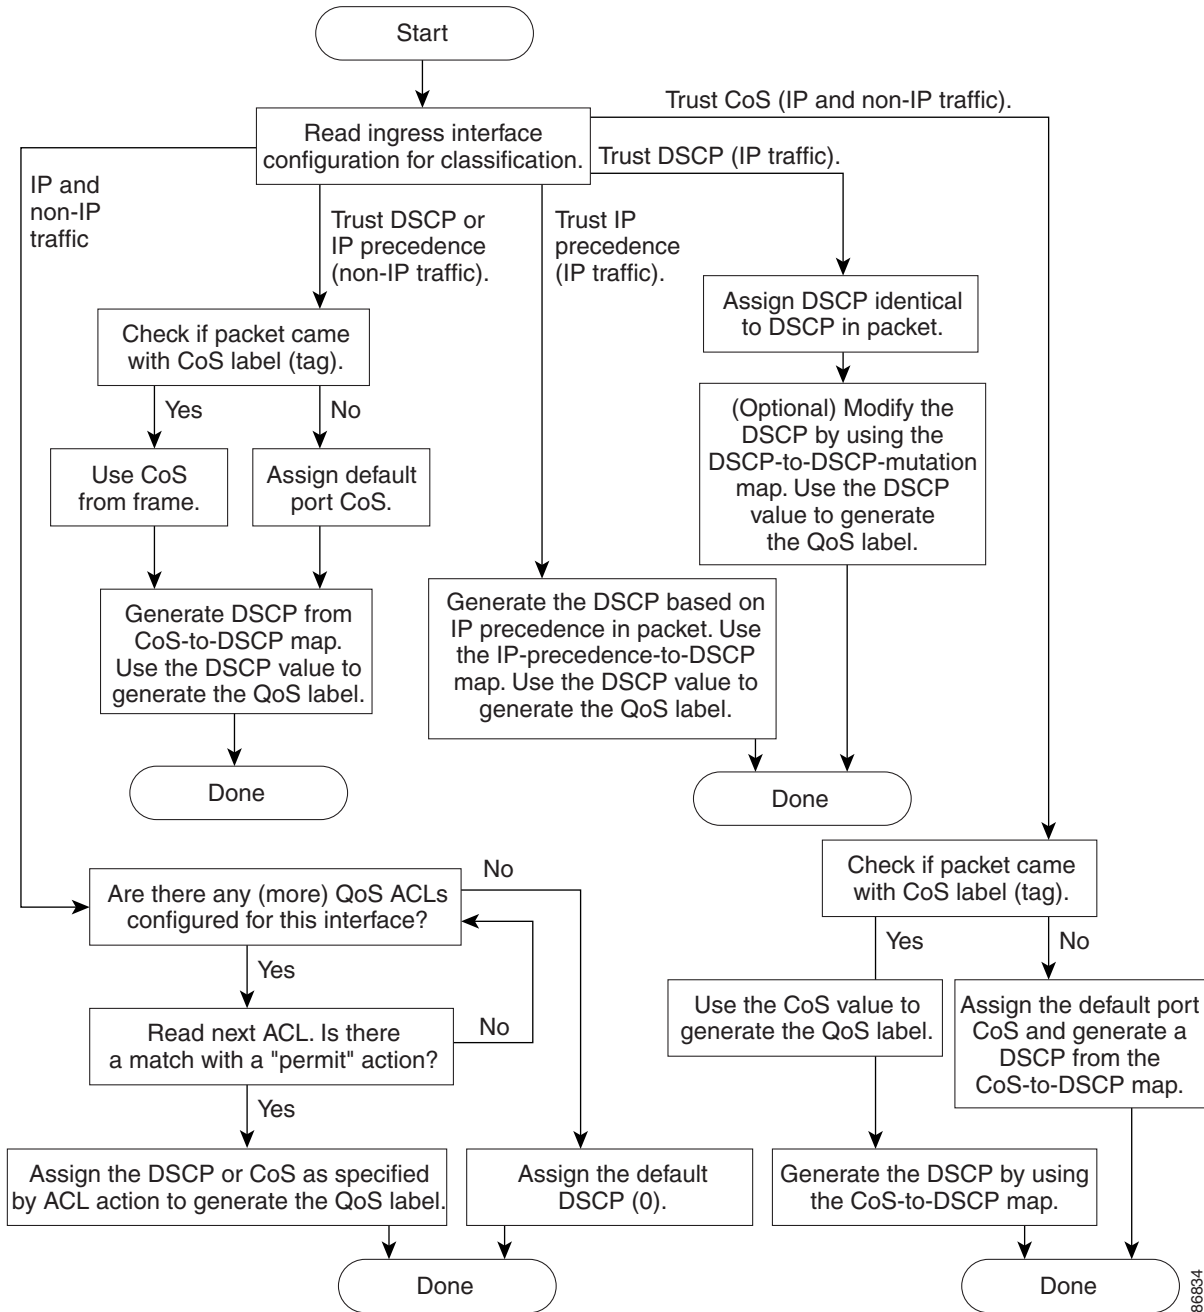 Start
Read ingress interface
configuration for classification.
Trust CoS (IP and non-IP traffic).
Trust DSCP (IP traffic).
IP and
non-IP
traffic
Trust DSCP or
IP precedence
(non-IP traffic).
Trust IP
precedence
(IP traffic).
Assign DSCP identical
to DSCP in packet.
Check if packet came
with CoS label (tag).
Yes
No
(Optional) Modify the
DSCP by using the
DSCP-to-DSCP-mutation
map. Use the DSCP
value to generate
the QoS label.
Use CoS
from frame.
Assign default
port CoS.
Generate DSCP from
CoS-to-DSCP map.
Use the DSCP value to
generate the QoS label.
Generate the DSCP based on
IP precedence in packet. Use
the IP-precedence-to-DSCP
map. Use the DSCP value to
generate the QoS label.
Done
Done
Are there any (more) QoS ACLs
configured for this interface?
No
Yes
Read next ACL. Is there
a match with a "permit" action?
No
Yes
Assign the DSCP or CoS as specified
by ACL action to generate the QoS label.
Assign the default
DSCP (0).
Done
Check if packet came
with CoS label (tag).
Yes
No
Use the CoS value to
generate the QoS label.
Assign the default port
CoS and generate a
DSCP from the
CoS-to-DSCP map.
Generate the DSCP by using
the CoS-to-DSCP map.
Done
86834